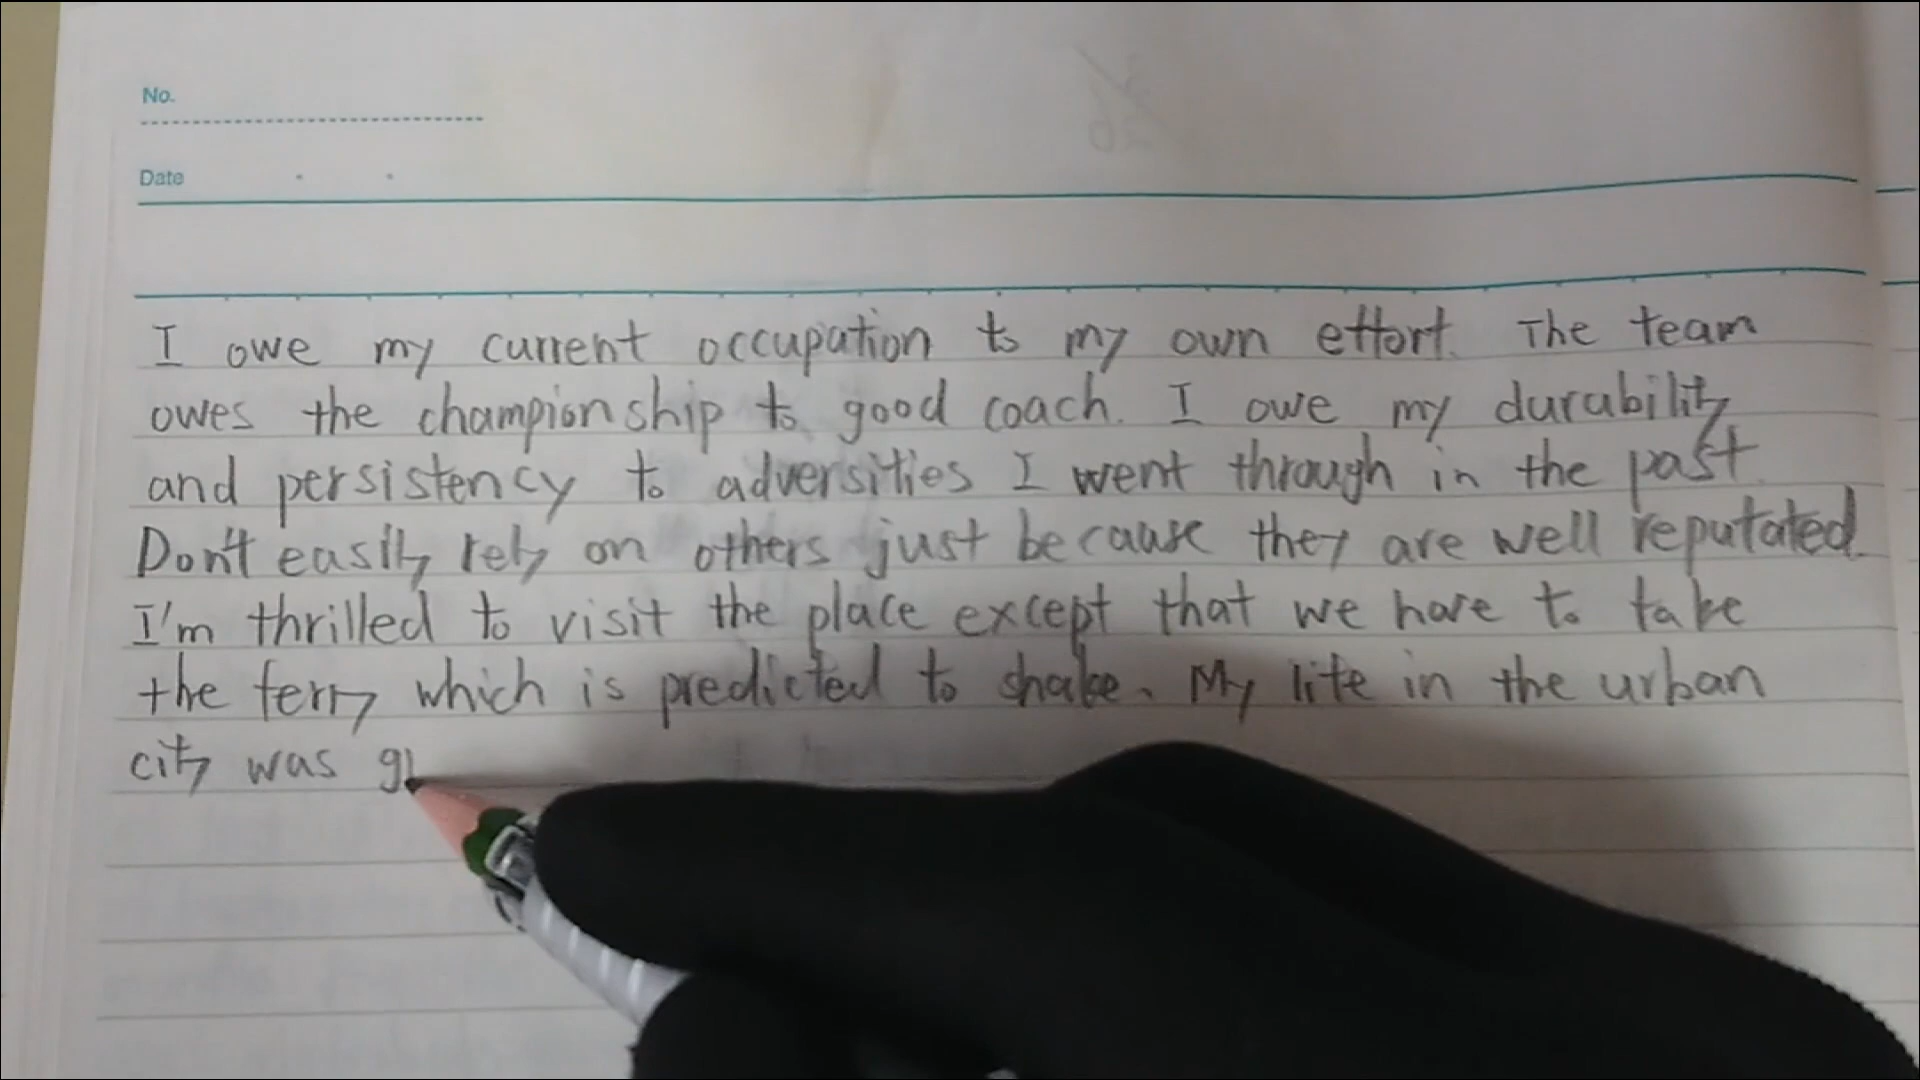 No.
Date
I owe my current occupation to my own effort. The team
owes the championship to good coach. I owe my durability
and persistency to adversities I went through in the past.
Don't easily rely on others just because they are well reputated.
I'm thrilled to visit the place except that we have to take
the ferry which is predicted to shake. My life in the urban
city was